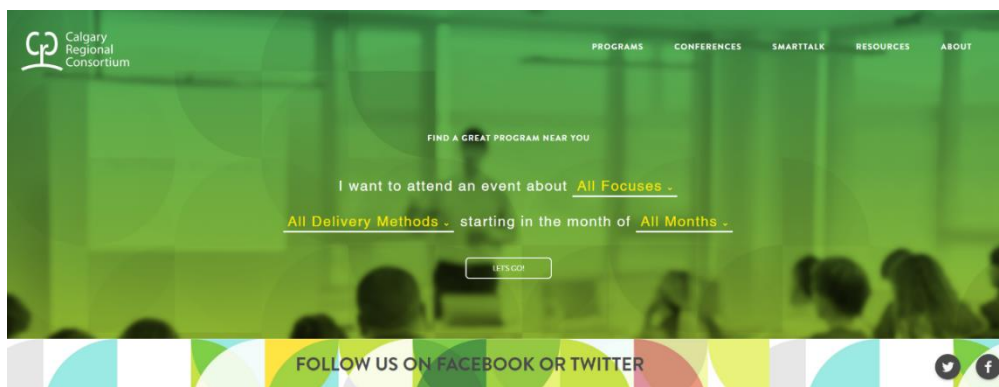 Calgary
Regional
Consortium
PROGRAMS CONFERENCES SMARTTALK RESOURCES ABOUT
FIND A GREAT PROGRAM NEAR YOU
I want to attend an event about All Focuses
All Delivery Methods starting in the month of All Months
LET'S GO!
FOLLOW US ON FACEBOOK OR TWITTER